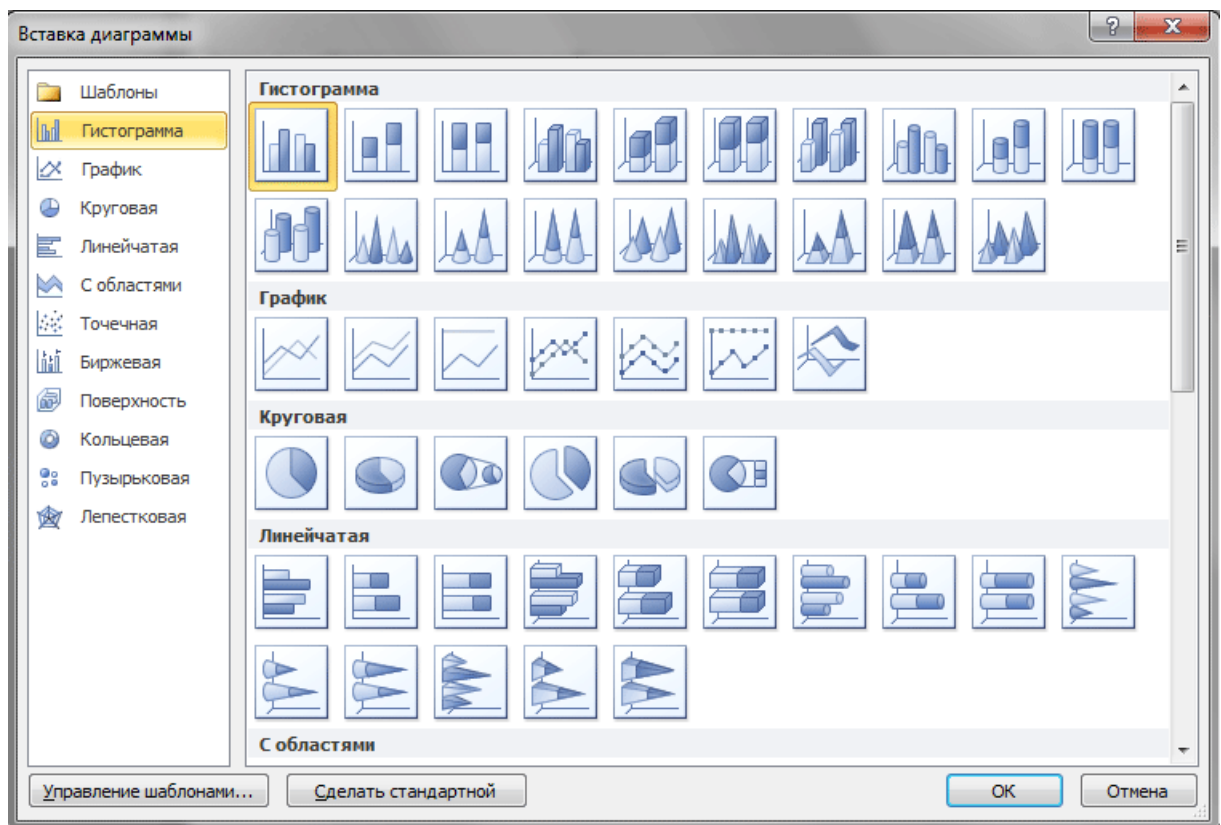 Вставка диаграммы
Шаблоны
Гистограмма
График
Круговая
Линейчатая
С областями
Точечная
Биржевая
Поверхность
Кольцевая
Пузырьковая
Лепестковая
Гистограмма
График
Круговая
Линейчатая
С областями
Управление шаблонами...
Сделать стандартной
ОК
Отмена